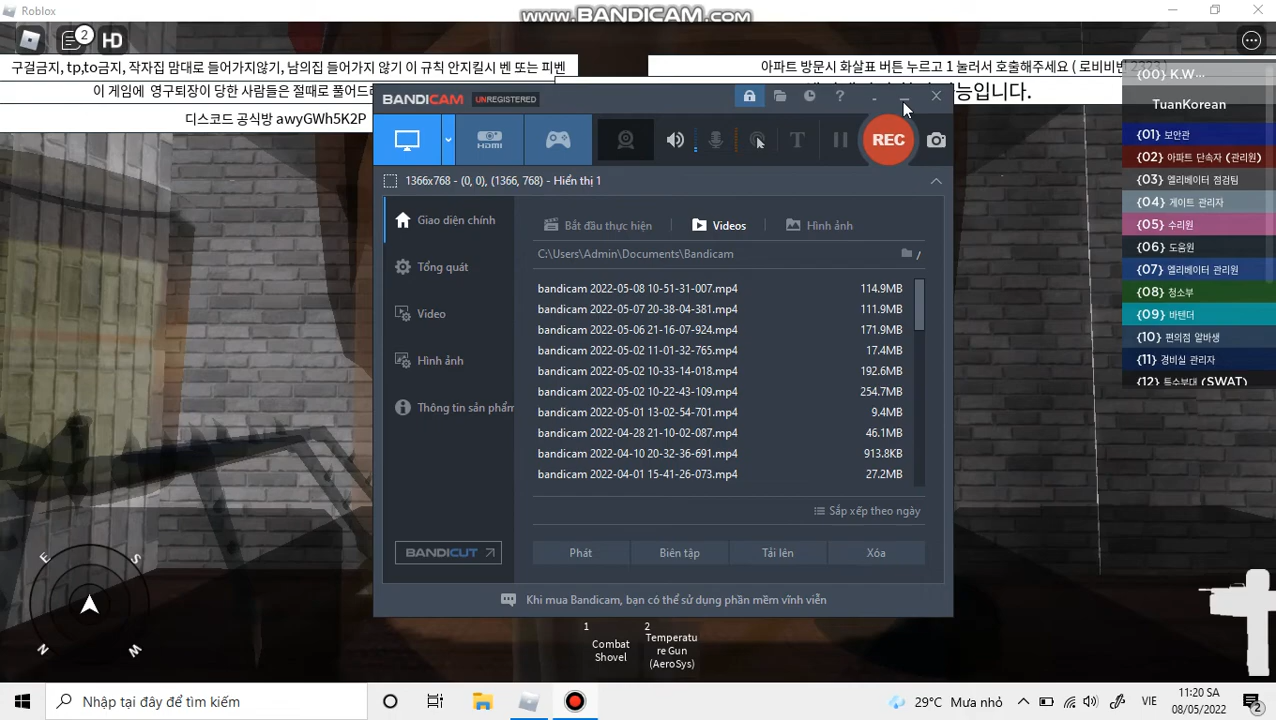 Roblox
www.BANDICAM.com
2
HD
구걸금지, tp,to금지, 작자집 맘대로 들어가지않기, 남의집 들어가지 않기 이 규칙 안지킬시 벤 또는 피벤
아파트 방문시 화살표 버튼 누르고 1 눌러서 호출해주세요
이 게임에 영구퇴장이 당한 사람들은 절때로 풀어드
능입니다.
디스코드 공식방 awyGWh5K2P
{00} K.W...
TuanKorean
{01} 보안관
{02} 아파트 단속자 (관리원)
{03} 엘리베이터 점검팀
{04} 게이트 관리자
{05} 수리원
{06} 도움원
{07} 엘리베이터 관리원
{08} 청소부
{09} 바텐더
{10} 편의점 알바생
{11} 경비실 관리자
{12} 특수부대 (SWAT)
BANDICAM UNREGISTERED
HDMI
REC
1366x768 - (0, 0), (1366, 768) - Hiển thị 1
Giao diện chính
Tổng quát
Video
Hình ảnh
Thông tin sản phẩm
BANDICUT
Bắt đầu thực hiện
Videos
Hình ảnh
C:\Users\Admin\Documents\Bandicam
bandicam 2022-05-08 10-51-31-007.mp4 114.9MB
bandicam 2022-05-07 20-38-04-381.mp4 111.9MB
bandicam 2022-05-06 21-16-07-924.mp4 171.9MB
bandicam 2022-05-02 11-01-32-765.mp4 17.4MB
bandicam 2022-05-02 10-33-14-018.mp4 192.6MB
bandicam 2022-05-02 10-22-43-109.mp4 254.7MB
bandicam 2022-05-01 13-02-54-701.mp4 9.4MB
bandicam 2022-04-28 21-10-02-087.mp4 46.1MB
bandicam 2022-04-10 20-32-36-691.mp4 913.8KB
bandicam 2022-04-01 15-41-26-073.mp4 27.2MB
Sắp xếp theo ngày
Phát
Biên tập
Tải lên
Xóa
Khi mua Bandicam, bạn có thể sử dụng phần mềm vĩnh viễn
E
S
N
W
1
Combat
Shovel
2
Temperatu
re Gun
(AeroSys)
Nhập tại đây để tìm kiếm
29°C Mưa nhỏ
VIE
11:20 SA
08/05/2022
2